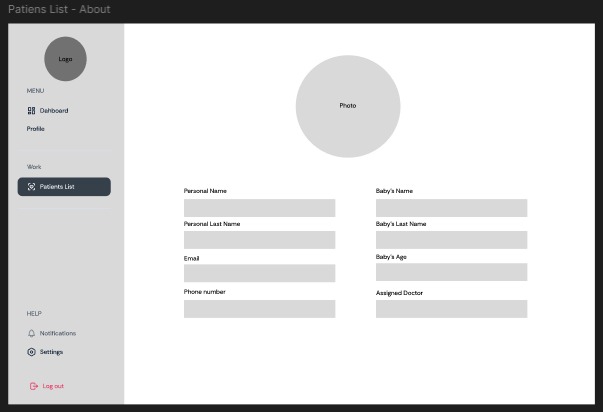 Patiens List - About
Logo
MENU
Dahboard
Profile
Work
Patients List
HELP
Notifications
Settings
Log out
Photo
Personal Name
Personal Last Name
Email
Phone number
Baby's Name
Baby's Last Name
Baby's Age
Assigned Doctor